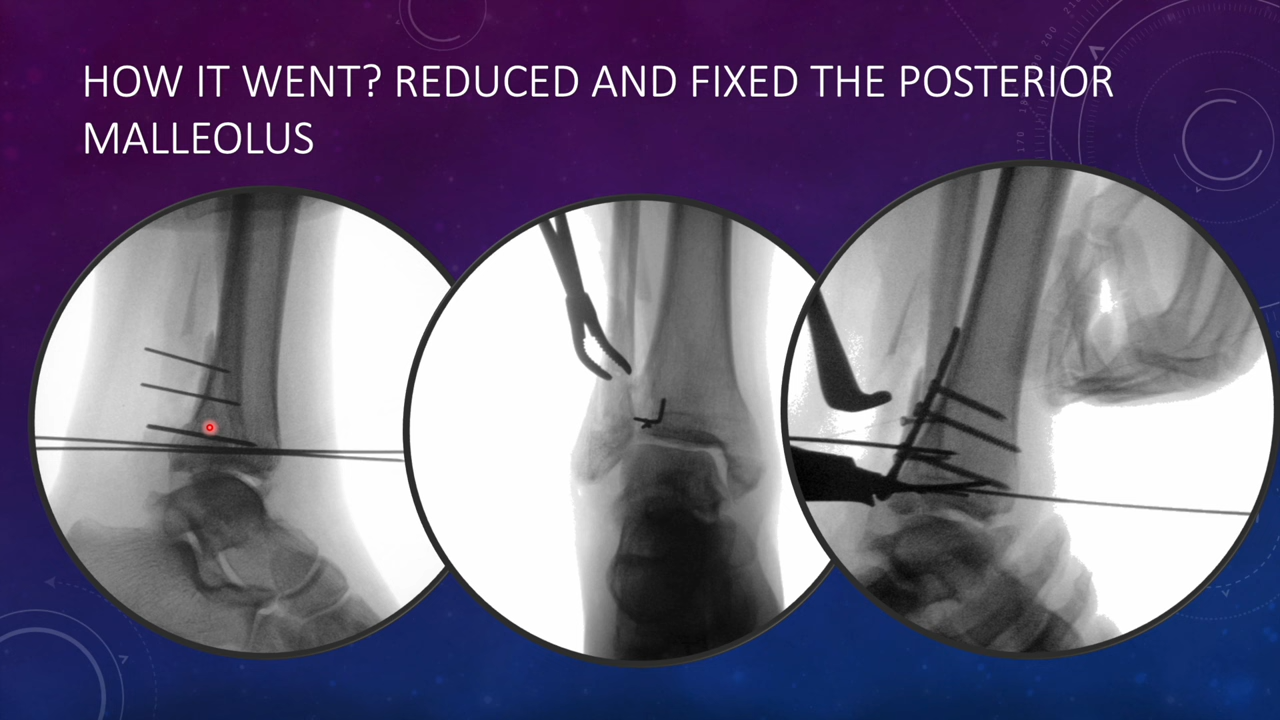 HOW IT WENT? REDUCED AND FIXED THE POSTERIOR
MALLEOLUS